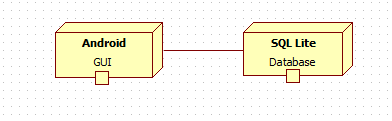 Android
GUI
SQL Lite
Database